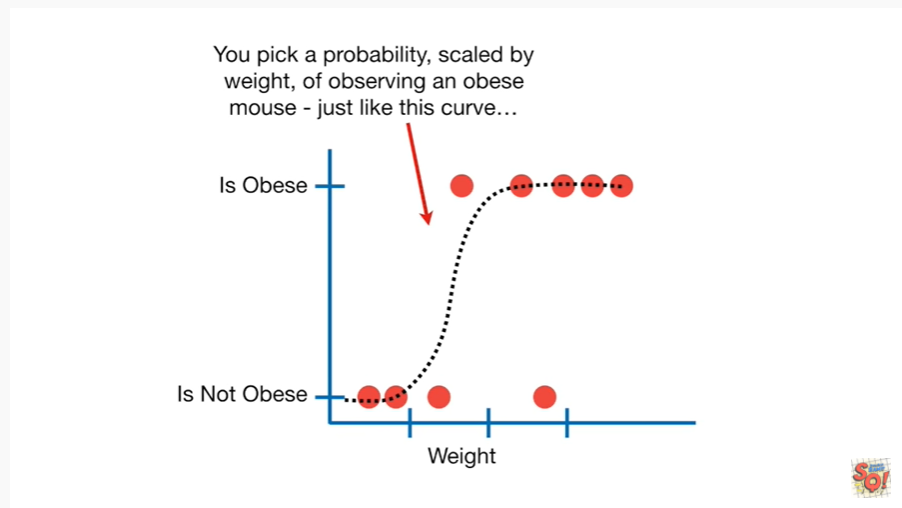 You pick a probability, scaled by
weight, of observing an obese
mouse - just like this curve…
Is Obese
Is Not Obese
Weight
SQ!